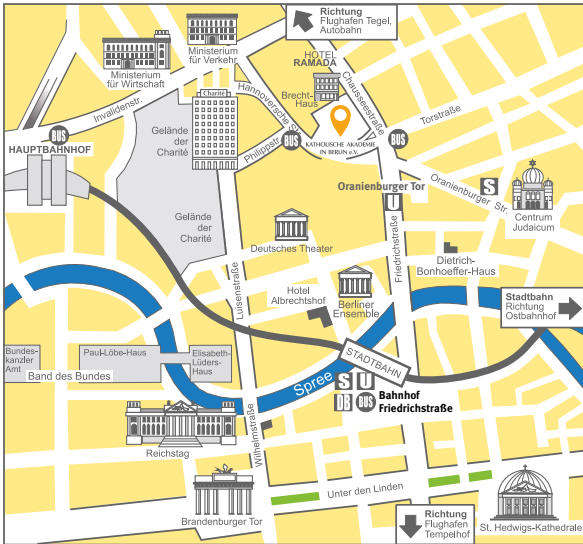 Richtung
Flughafen Tegel,
Autobahn
Ministerium
für Verkehr
HOTEL
RAMADA
Ministerium
für Wirtschaft
Brecht-
Haus
Chausseestraße
Hannoversche S
Charité
Invalidenstr.
Torstraße
BUS
HAUPTBAHNHOF
Gelände
der
Charité
Philippstr.
BUS
KATHOLISCHE AKADEMIE
IN BERLIN e.V.
BUS
Oranienburger Tor
U
Oranienburger Str.
S
Centrum
Judaicum
Gelände
der
Charité
Deutsches Theater
Friedrichstraße
Dietrich-
Bonhoeffer-Haus
Luisenstraße
Hotel
Albrechtshof
Berliner
Ensemble
Stadtbahn
Richtung
Ostbahnhof
Bundes-
kanzler
Amt
Paul-Löbe-Haus
Elisabeth-
Lüders-
Haus
Band des Bundes
STADTBAHN
Spree
S U
DB BUS
Bahnhof
Friedrichstraße
Reichstag
Wilhelmstraße
Unter den Linden
Brandenburger Tor
Richtung
Flughafen
Tempelhof
St. Hedwigs-Kathedrale